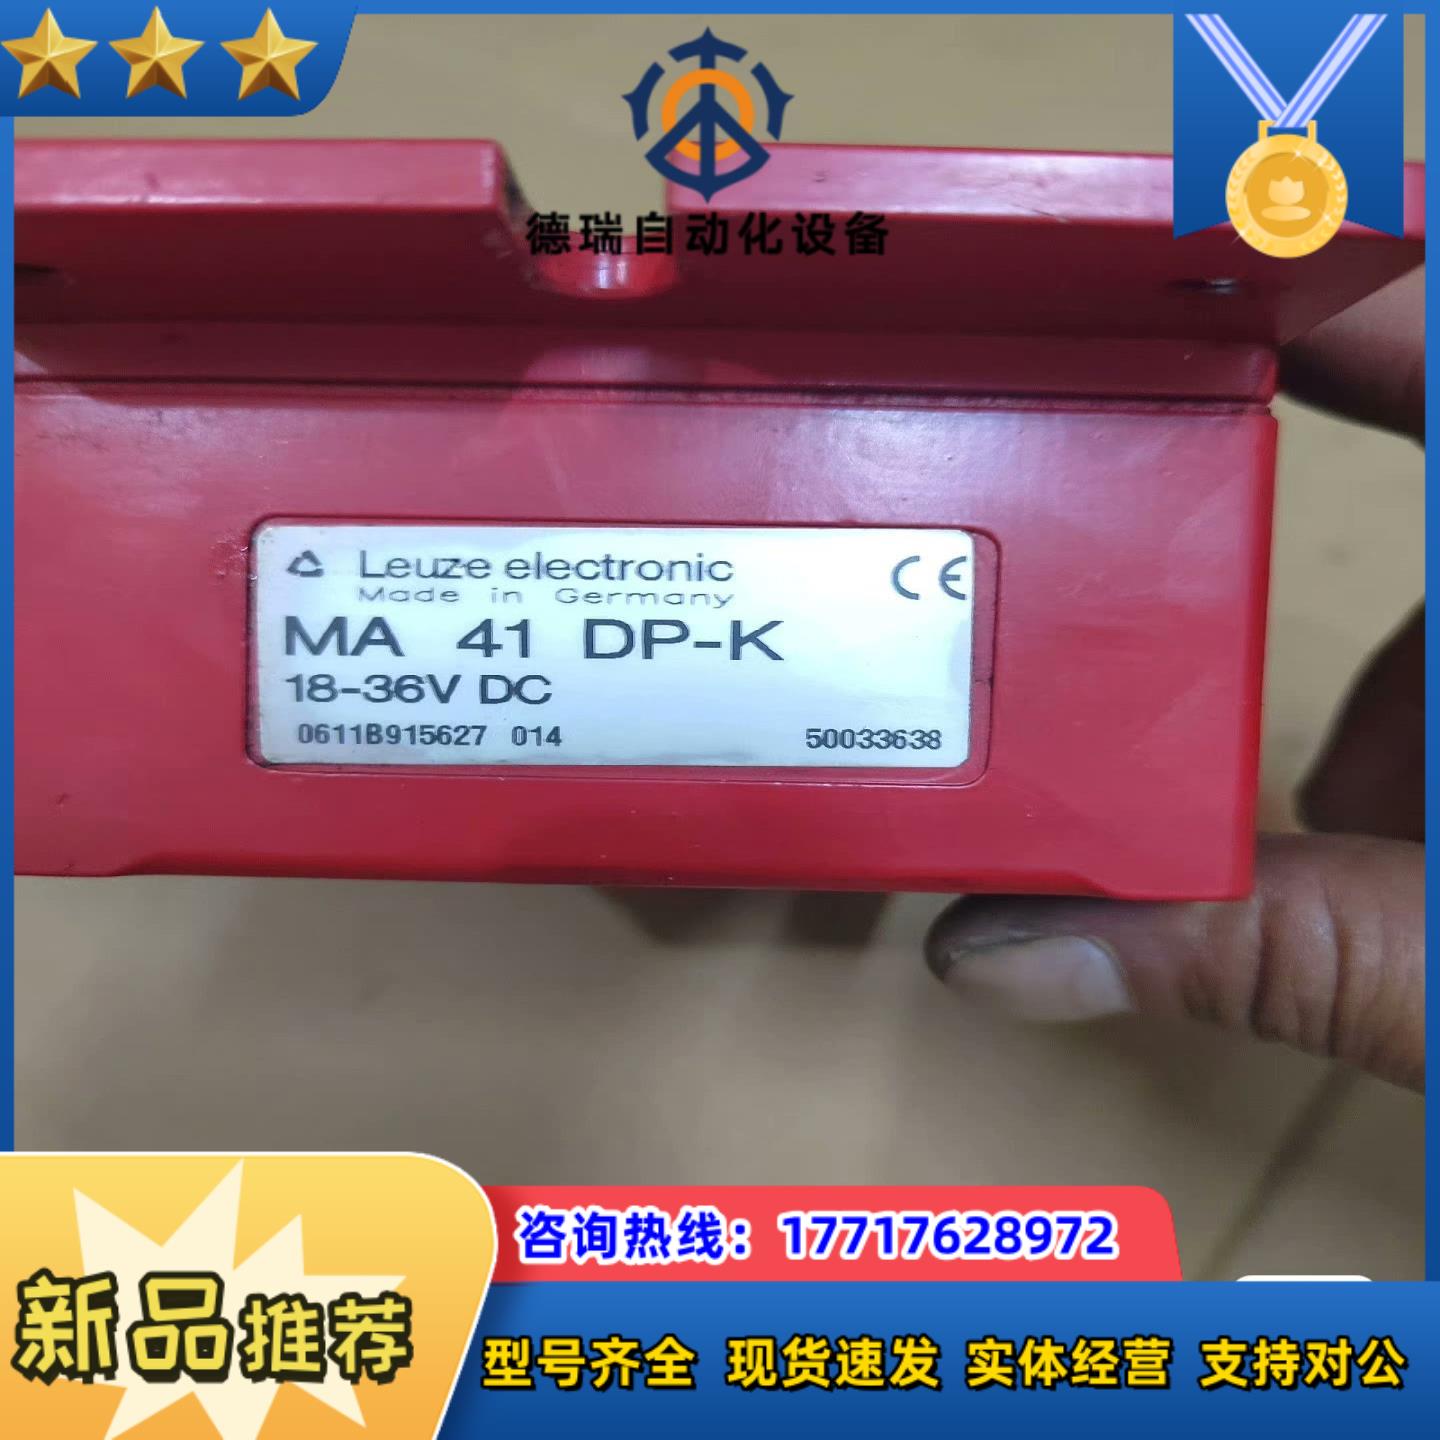 德瑞自动化设备
Leuze electronic
Made in Germany
CE
MA 41 DP-K
18-36V DC
0611B915627 014 50033638
咨询热线：17717628972
新品推荐
型号齐全 现货速发 实体经营 支持对公